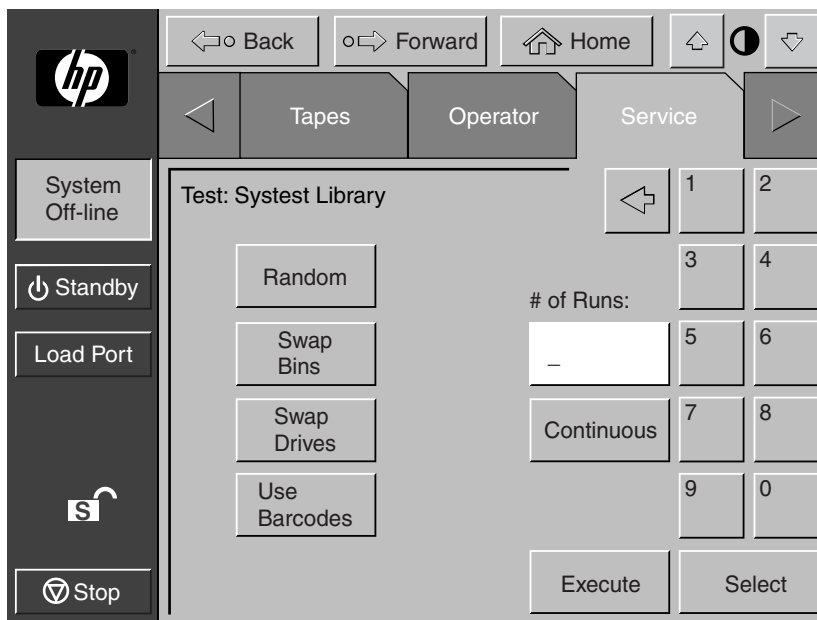 hp
Back
Forward
Home
Tapes
Operator
Service
System
Off-line
Standby
Load Port
S
Stop
Test: Systest Library
Random
Swap
Bins
Swap
Drives
Use
Barcodes
# of Runs:
_
Continuous
Execute
Select
1 2
3 4
5 6
7 8
9 0